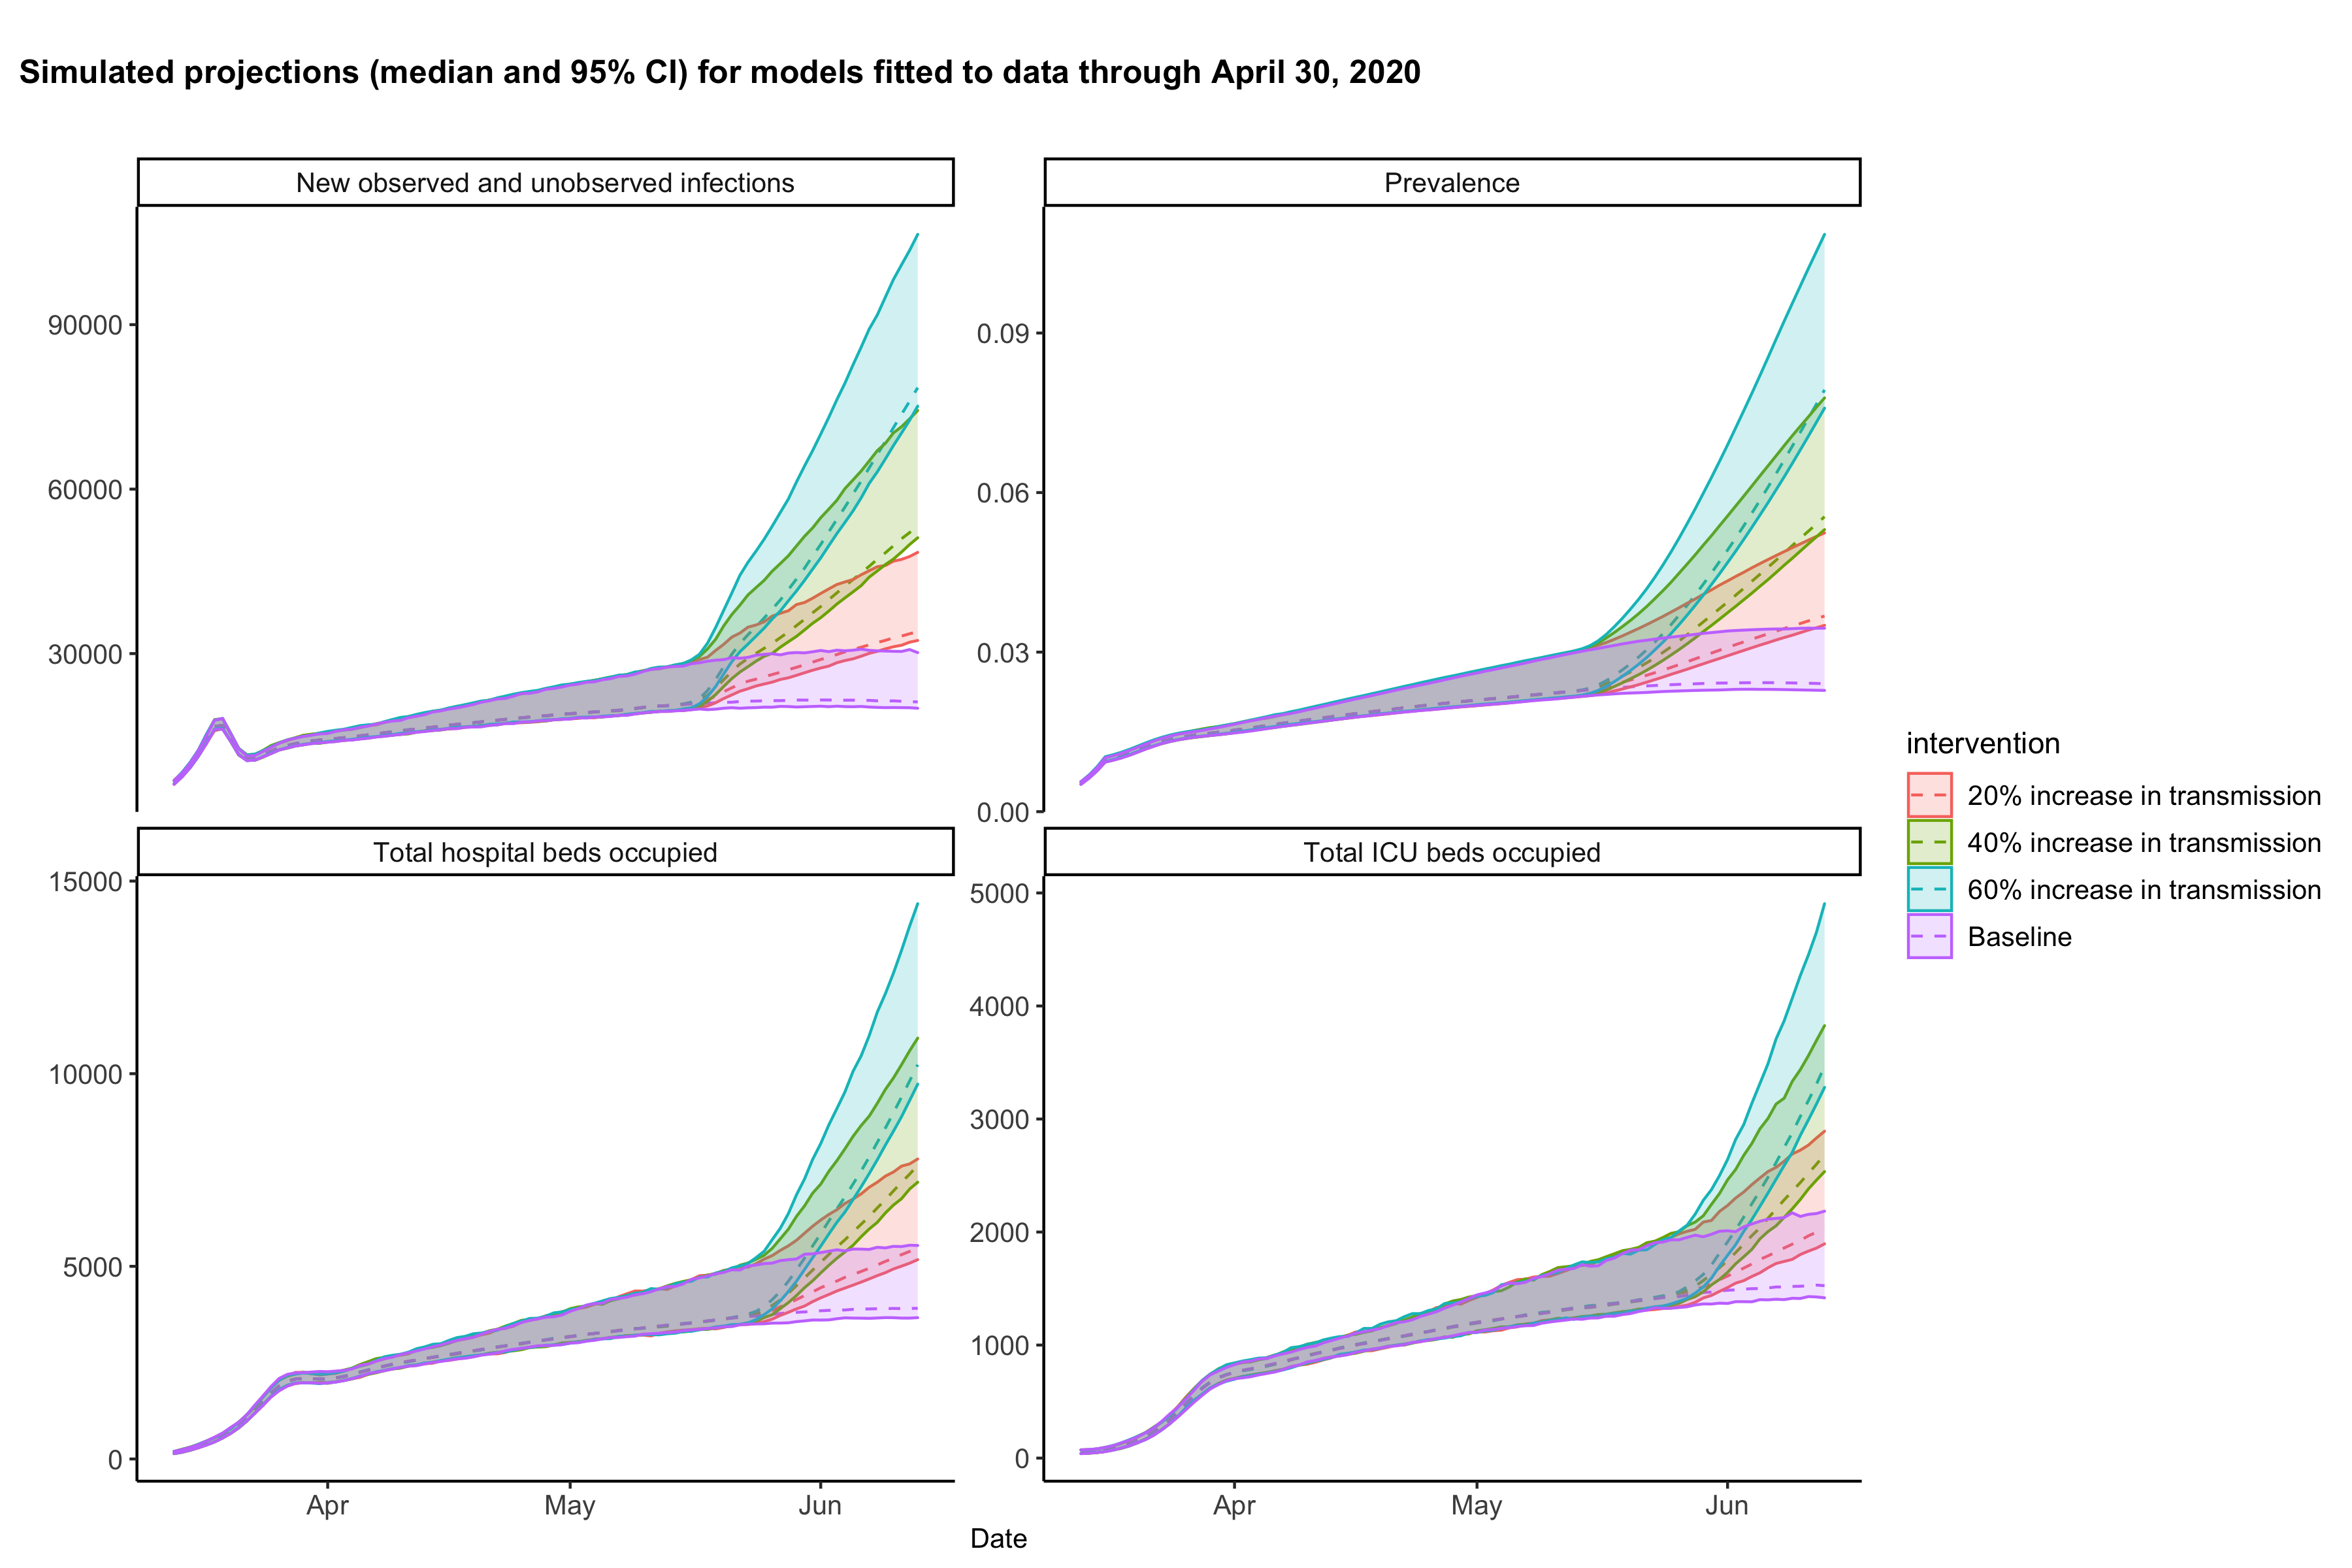 Simulated projections (median and 95% CI) for models fitted to data through April 30, 2020
New observed and unobserved infections
90000
60000
30000
Prevalence
0.09
0.06
0.03
0.00
Total hospital beds occupied
15000
10000
5000
0
Apr
May
Jun
Total ICU beds occupied
5000
4000
3000
2000
1000
0
Apr
May
Jun
Date
intervention
20% increase in transmission
40% increase in transmission
60% increase in transmission
Baseline